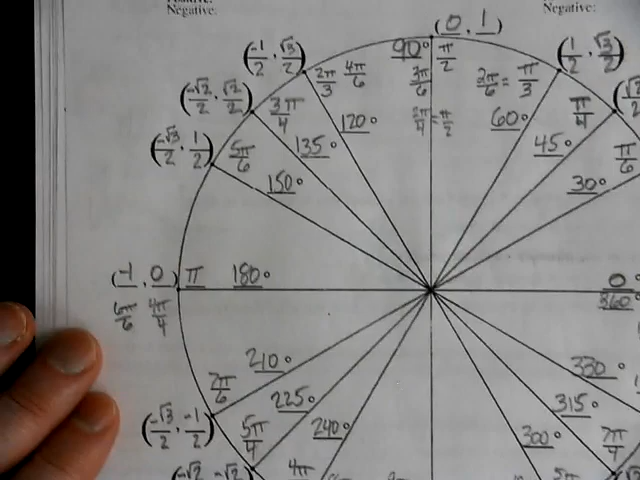 Negative:
Negative:
(0, 1)
(-1/2, √3/2)
90° π/2
(1/2, √3/2)
2π/3 4π/6
3π/6
2π/6 = π/3
(-√2/2, √2/2)
3π/4
120°
2π/4 = π/2
60°
π/4
(-√3/2, 1/2)
5π/6
135°
45°
π/6
150°
30°
(-1, 0) π 180°
0°
360°
6π/6 4π/4
210°
330°
7π/6
225°
315°
(-√3/2, -1/2)
5π/4
240°
300°
7π/4